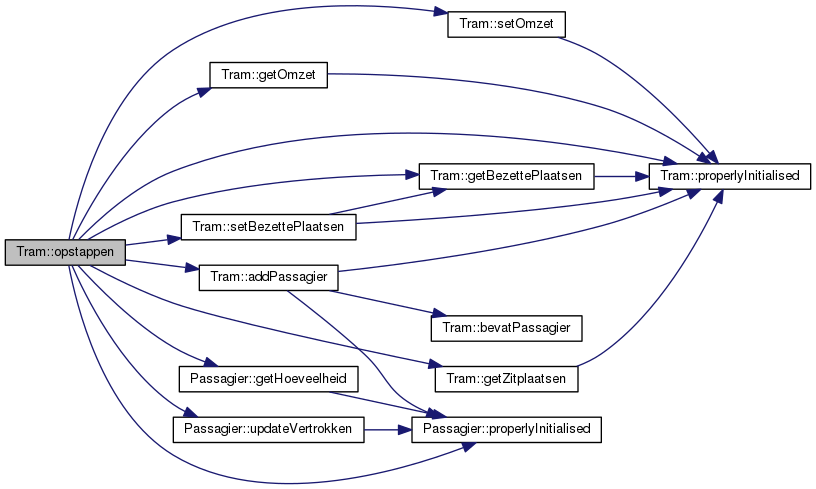 Tram::setOmzet
Tram::getOmzet
Tram::getBezettePlaatsen
Tram::properlyInitialised
Tram::setBezettePlaatsen
Tram::opstappen
Tram::addPassagier
Tram::bevatPassagier
Passagier::getHoeveelheid
Tram::getZitplaatsen
Passagier::updateVertrokken
Passagier::properlyInitialised